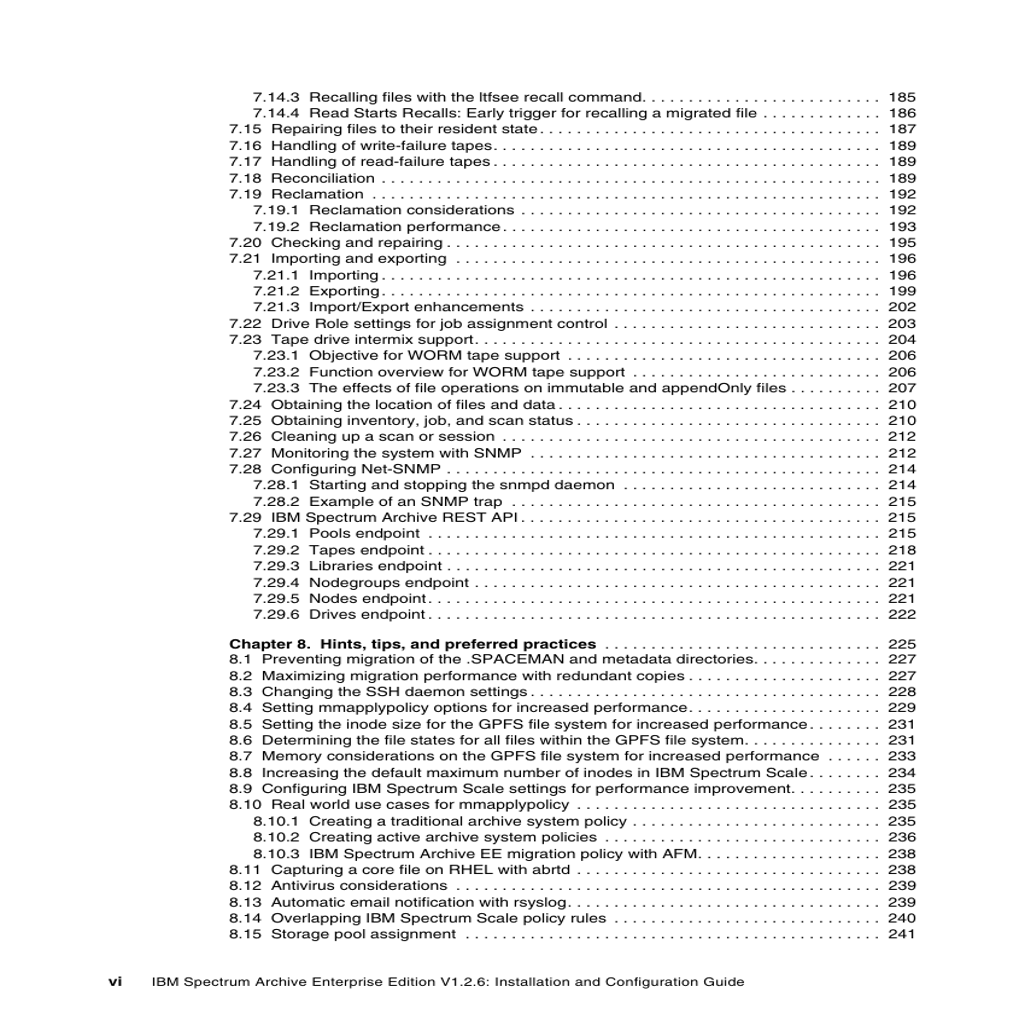 7.14.3 Recalling files with the ltfsee recall command. . . . . . . . . . . . . . . . . . . . . . . . . . 185
7.14.4 Read Starts Recalls: Early trigger for recalling a migrated file . . . . . . . . . . . . . 186
7.15 Repairing files to their resident state . . . . . . . . . . . . . . . . . . . . . . . . . . . . . . . . . . . . . 187
7.16 Handling of write-failure tapes. . . . . . . . . . . . . . . . . . . . . . . . . . . . . . . . . . . . . . . . . . 189
7.17 Handling of read-failure tapes . . . . . . . . . . . . . . . . . . . . . . . . . . . . . . . . . . . . . . . . . . 189
7.18 Reconciliation . . . . . . . . . . . . . . . . . . . . . . . . . . . . . . . . . . . . . . . . . . . . . . . . . . . . . . 189
7.19 Reclamation . . . . . . . . . . . . . . . . . . . . . . . . . . . . . . . . . . . . . . . . . . . . . . . . . . . . . . . 192
7.19.1 Reclamation considerations . . . . . . . . . . . . . . . . . . . . . . . . . . . . . . . . . . . . . . . 192
7.19.2 Reclamation performance . . . . . . . . . . . . . . . . . . . . . . . . . . . . . . . . . . . . . . . . . 193
7.20 Checking and repairing . . . . . . . . . . . . . . . . . . . . . . . . . . . . . . . . . . . . . . . . . . . . . . . 195
7.21 Importing and exporting . . . . . . . . . . . . . . . . . . . . . . . . . . . . . . . . . . . . . . . . . . . . . . 196
7.21.1 Importing . . . . . . . . . . . . . . . . . . . . . . . . . . . . . . . . . . . . . . . . . . . . . . . . . . . . . . 196
7.21.2 Exporting . . . . . . . . . . . . . . . . . . . . . . . . . . . . . . . . . . . . . . . . . . . . . . . . . . . . . . 199
7.21.3 Import/Export enhancements . . . . . . . . . . . . . . . . . . . . . . . . . . . . . . . . . . . . . . 202
7.22 Drive Role settings for job assignment control . . . . . . . . . . . . . . . . . . . . . . . . . . . . . 203
7.23 Tape drive intermix support. . . . . . . . . . . . . . . . . . . . . . . . . . . . . . . . . . . . . . . . . . . . 204
7.23.1 Objective for WORM tape support . . . . . . . . . . . . . . . . . . . . . . . . . . . . . . . . . . 206
7.23.2 Function overview for WORM tape support . . . . . . . . . . . . . . . . . . . . . . . . . . . 206
7.23.3 The effects of file operations on immutable and appendOnly files . . . . . . . . . . 207
7.24 Obtaining the location of files and data . . . . . . . . . . . . . . . . . . . . . . . . . . . . . . . . . . . 210
7.25 Obtaining inventory, job, and scan status . . . . . . . . . . . . . . . . . . . . . . . . . . . . . . . . . 210
7.26 Cleaning up a scan or session . . . . . . . . . . . . . . . . . . . . . . . . . . . . . . . . . . . . . . . . . 212
7.27 Monitoring the system with SNMP . . . . . . . . . . . . . . . . . . . . . . . . . . . . . . . . . . . . . . 212
7.28 Configuring Net-SNMP . . . . . . . . . . . . . . . . . . . . . . . . . . . . . . . . . . . . . . . . . . . . . . . 214
7.28.1 Starting and stopping the snmpd daemon . . . . . . . . . . . . . . . . . . . . . . . . . . . . 214
7.28.2 Example of an SNMP trap . . . . . . . . . . . . . . . . . . . . . . . . . . . . . . . . . . . . . . . . 215
7.29 IBM Spectrum Archive REST API . . . . . . . . . . . . . . . . . . . . . . . . . . . . . . . . . . . . . . . 215
7.29.1 Pools endpoint . . . . . . . . . . . . . . . . . . . . . . . . . . . . . . . . . . . . . . . . . . . . . . . . . 215
7.29.2 Tapes endpoint . . . . . . . . . . . . . . . . . . . . . . . . . . . . . . . . . . . . . . . . . . . . . . . . . 218
7.29.3 Libraries endpoint . . . . . . . . . . . . . . . . . . . . . . . . . . . . . . . . . . . . . . . . . . . . . . . 221
7.29.4 Nodegroups endpoint . . . . . . . . . . . . . . . . . . . . . . . . . . . . . . . . . . . . . . . . . . . . 221
7.29.5 Nodes endpoint. . . . . . . . . . . . . . . . . . . . . . . . . . . . . . . . . . . . . . . . . . . . . . . . . 221
7.29.6 Drives endpoint . . . . . . . . . . . . . . . . . . . . . . . . . . . . . . . . . . . . . . . . . . . . . . . . . 222
Chapter 8. Hints, tips, and preferred practices . . . . . . . . . . . . . . . . . . . . . . . . . . . . . . 225
8.1 Preventing migration of the .SPACEMAN and metadata directories. . . . . . . . . . . . . . 227
8.2 Maximizing migration performance with redundant copies . . . . . . . . . . . . . . . . . . . . . 227
8.3 Changing the SSH daemon settings . . . . . . . . . . . . . . . . . . . . . . . . . . . . . . . . . . . . . . 228
8.4 Setting mmapplypolicy options for increased performance. . . . . . . . . . . . . . . . . . . . . 229
8.5 Setting the inode size for the GPFS file system for increased performance . . . . . . . . 231
8.6 Determining the file states for all files within the GPFS file system. . . . . . . . . . . . . . . 231
8.7 Memory considerations on the GPFS file system for increased performance . . . . . . 233
8.8 Increasing the default maximum number of inodes in IBM Spectrum Scale . . . . . . . . 234
8.9 Configuring IBM Spectrum Scale settings for performance improvement. . . . . . . . . . 235
8.10 Real world use cases for mmapplypolicy . . . . . . . . . . . . . . . . . . . . . . . . . . . . . . . . . 235
8.10.1 Creating a traditional archive system policy . . . . . . . . . . . . . . . . . . . . . . . . . . . 235
8.10.2 Creating active archive system policies . . . . . . . . . . . . . . . . . . . . . . . . . . . . . . 236
8.10.3 IBM Spectrum Archive EE migration policy with AFM. . . . . . . . . . . . . . . . . . . . 238
8.11 Capturing a core file on RHEL with abrtd . . . . . . . . . . . . . . . . . . . . . . . . . . . . . . . . . 238
8.12 Antivirus considerations . . . . . . . . . . . . . . . . . . . . . . . . . . . . . . . . . . . . . . . . . . . . . . 239
8.13 Automatic email notification with rsyslog. . . . . . . . . . . . . . . . . . . . . . . . . . . . . . . . . . 239
8.14 Overlapping IBM Spectrum Scale policy rules . . . . . . . . . . . . . . . . . . . . . . . . . . . . . 240
8.15 Storage pool assignment . . . . . . . . . . . . . . . . . . . . . . . . . . . . . . . . . . . . . . . . . . . . . 241
vi IBM Spectrum Archive Enterprise Edition V1.2.6: Installation and Configuration Guide